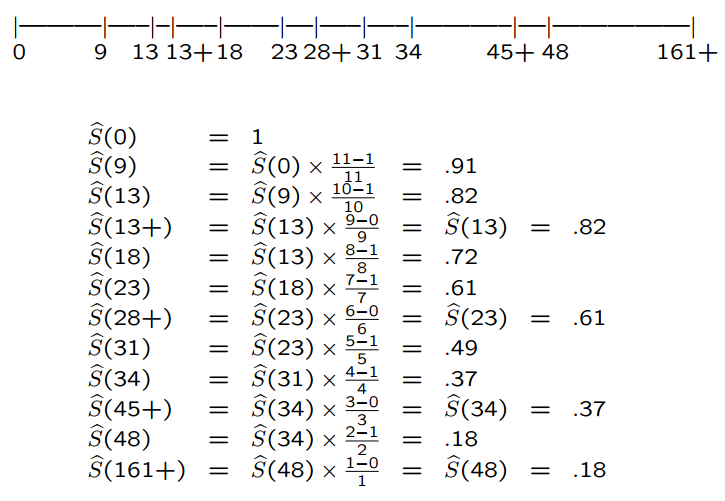 0 9 13 13+ 18 23 28+ 31 34 45+ 48 161+
Ŝ(0) = 1
Ŝ(9) = Ŝ(0) × (11−1)/11 = .91
Ŝ(13) = Ŝ(9) × (10−1)/10 = .82
Ŝ(13+) = Ŝ(13) × (9−0)/9 = Ŝ(13) = .82
Ŝ(18) = Ŝ(13) × (8−1)/8 = .72
Ŝ(23) = Ŝ(18) × (7−1)/7 = .61
Ŝ(28+) = Ŝ(23) × (6−0)/6 = Ŝ(23) = .61
Ŝ(31) = Ŝ(23) × (5−1)/5 = .49
Ŝ(34) = Ŝ(31) × (4−1)/4 = .37
Ŝ(45+) = Ŝ(34) × (3−0)/3 = Ŝ(34) = .37
Ŝ(48) = Ŝ(34) × (2−1)/2 = .18
Ŝ(161+) = Ŝ(48) × (1−0)/1 = Ŝ(48) = .18